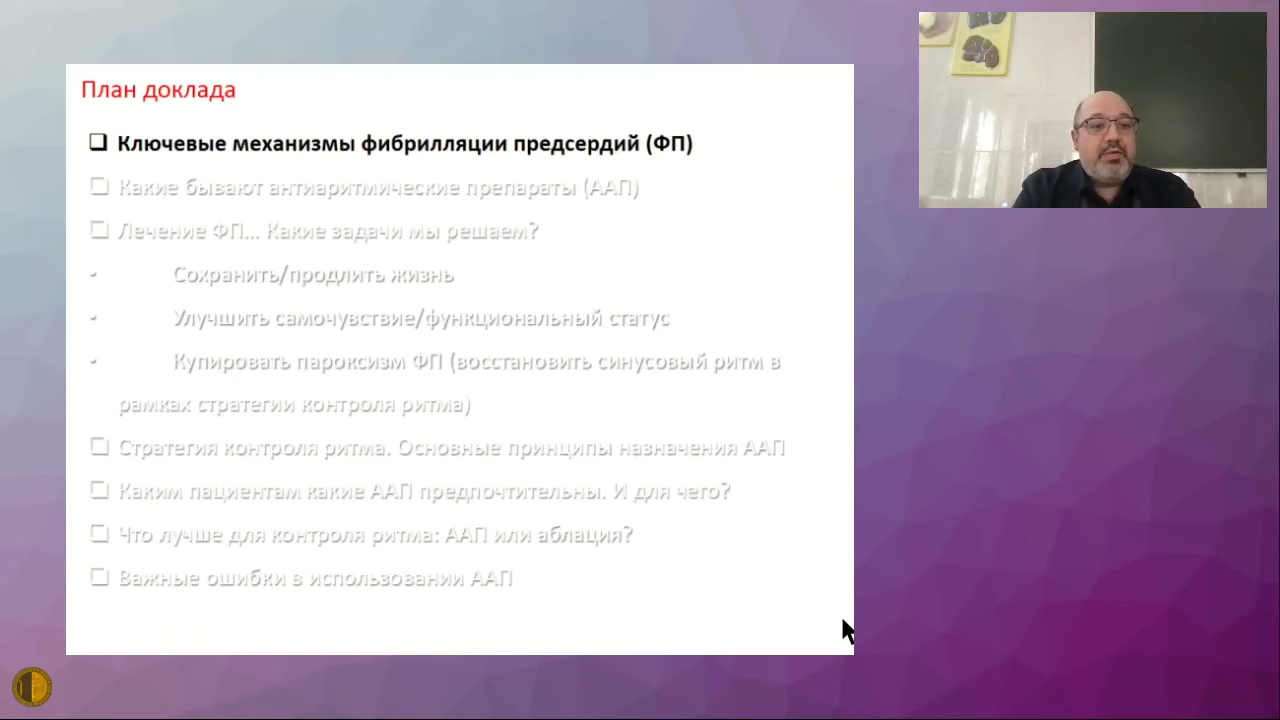 План доклада
❑ Ключевые механизмы фибрилляции предсердий (ФП)
❑ Какие бывают антиаритмические препараты (ААП)
❑ Лечение ФП... Какие задачи мы решаем?
- Сохранить/продлить жизнь
- Улучшить самочувствие/функциональный статус
- Купировать пароксизм ФП (восстановить синусовый ритм в
рамках стратегии контроля ритма)
❑ Стратегия контроля ритма. Основные принципы назначения ААП
❑ Каким пациентам какие ААП предпочтительны. И для чего?
❑ Что лучше для контроля ритма: ААП или аблация?
❑ Важные ошибки в использовании ААП